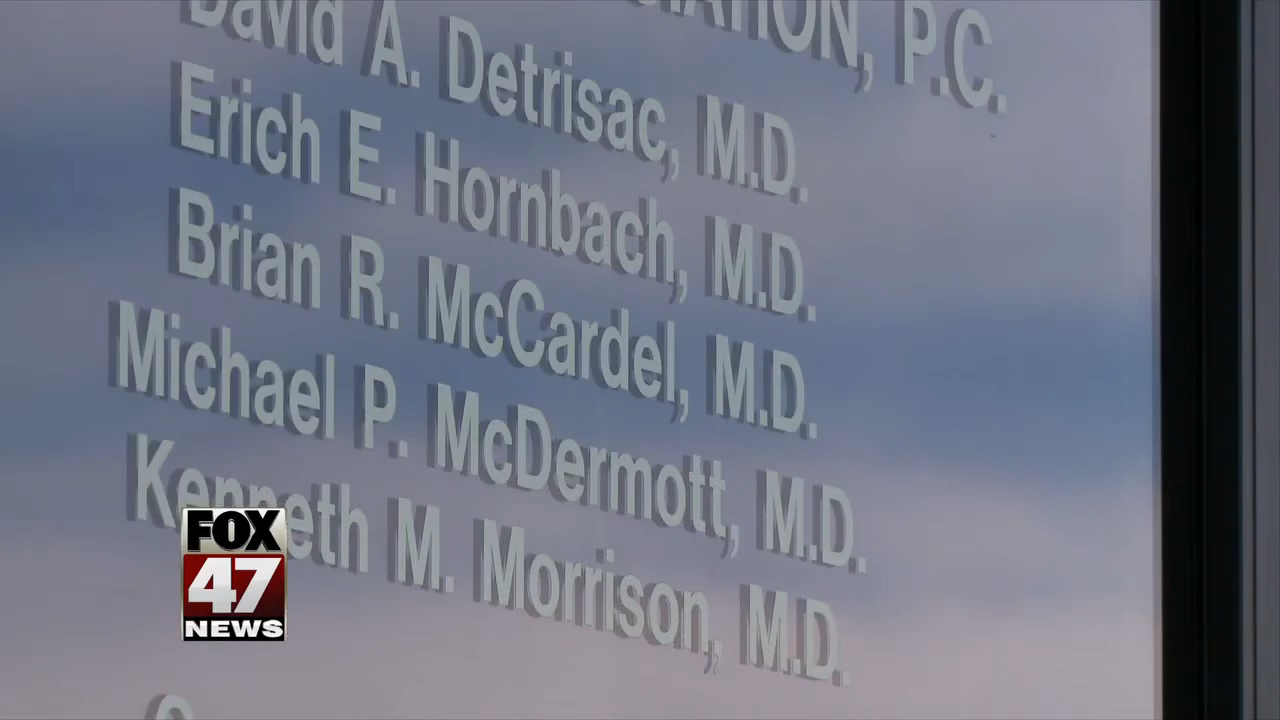 P.C.
David A. Detrisac, M.D.
Erich E. Hornbach, M.D.
Brian R. McCardel, M.D.
Michael P. McDermott, M.D.
Kenneth M. Morrison, M.D.
FOX
47
NEWS